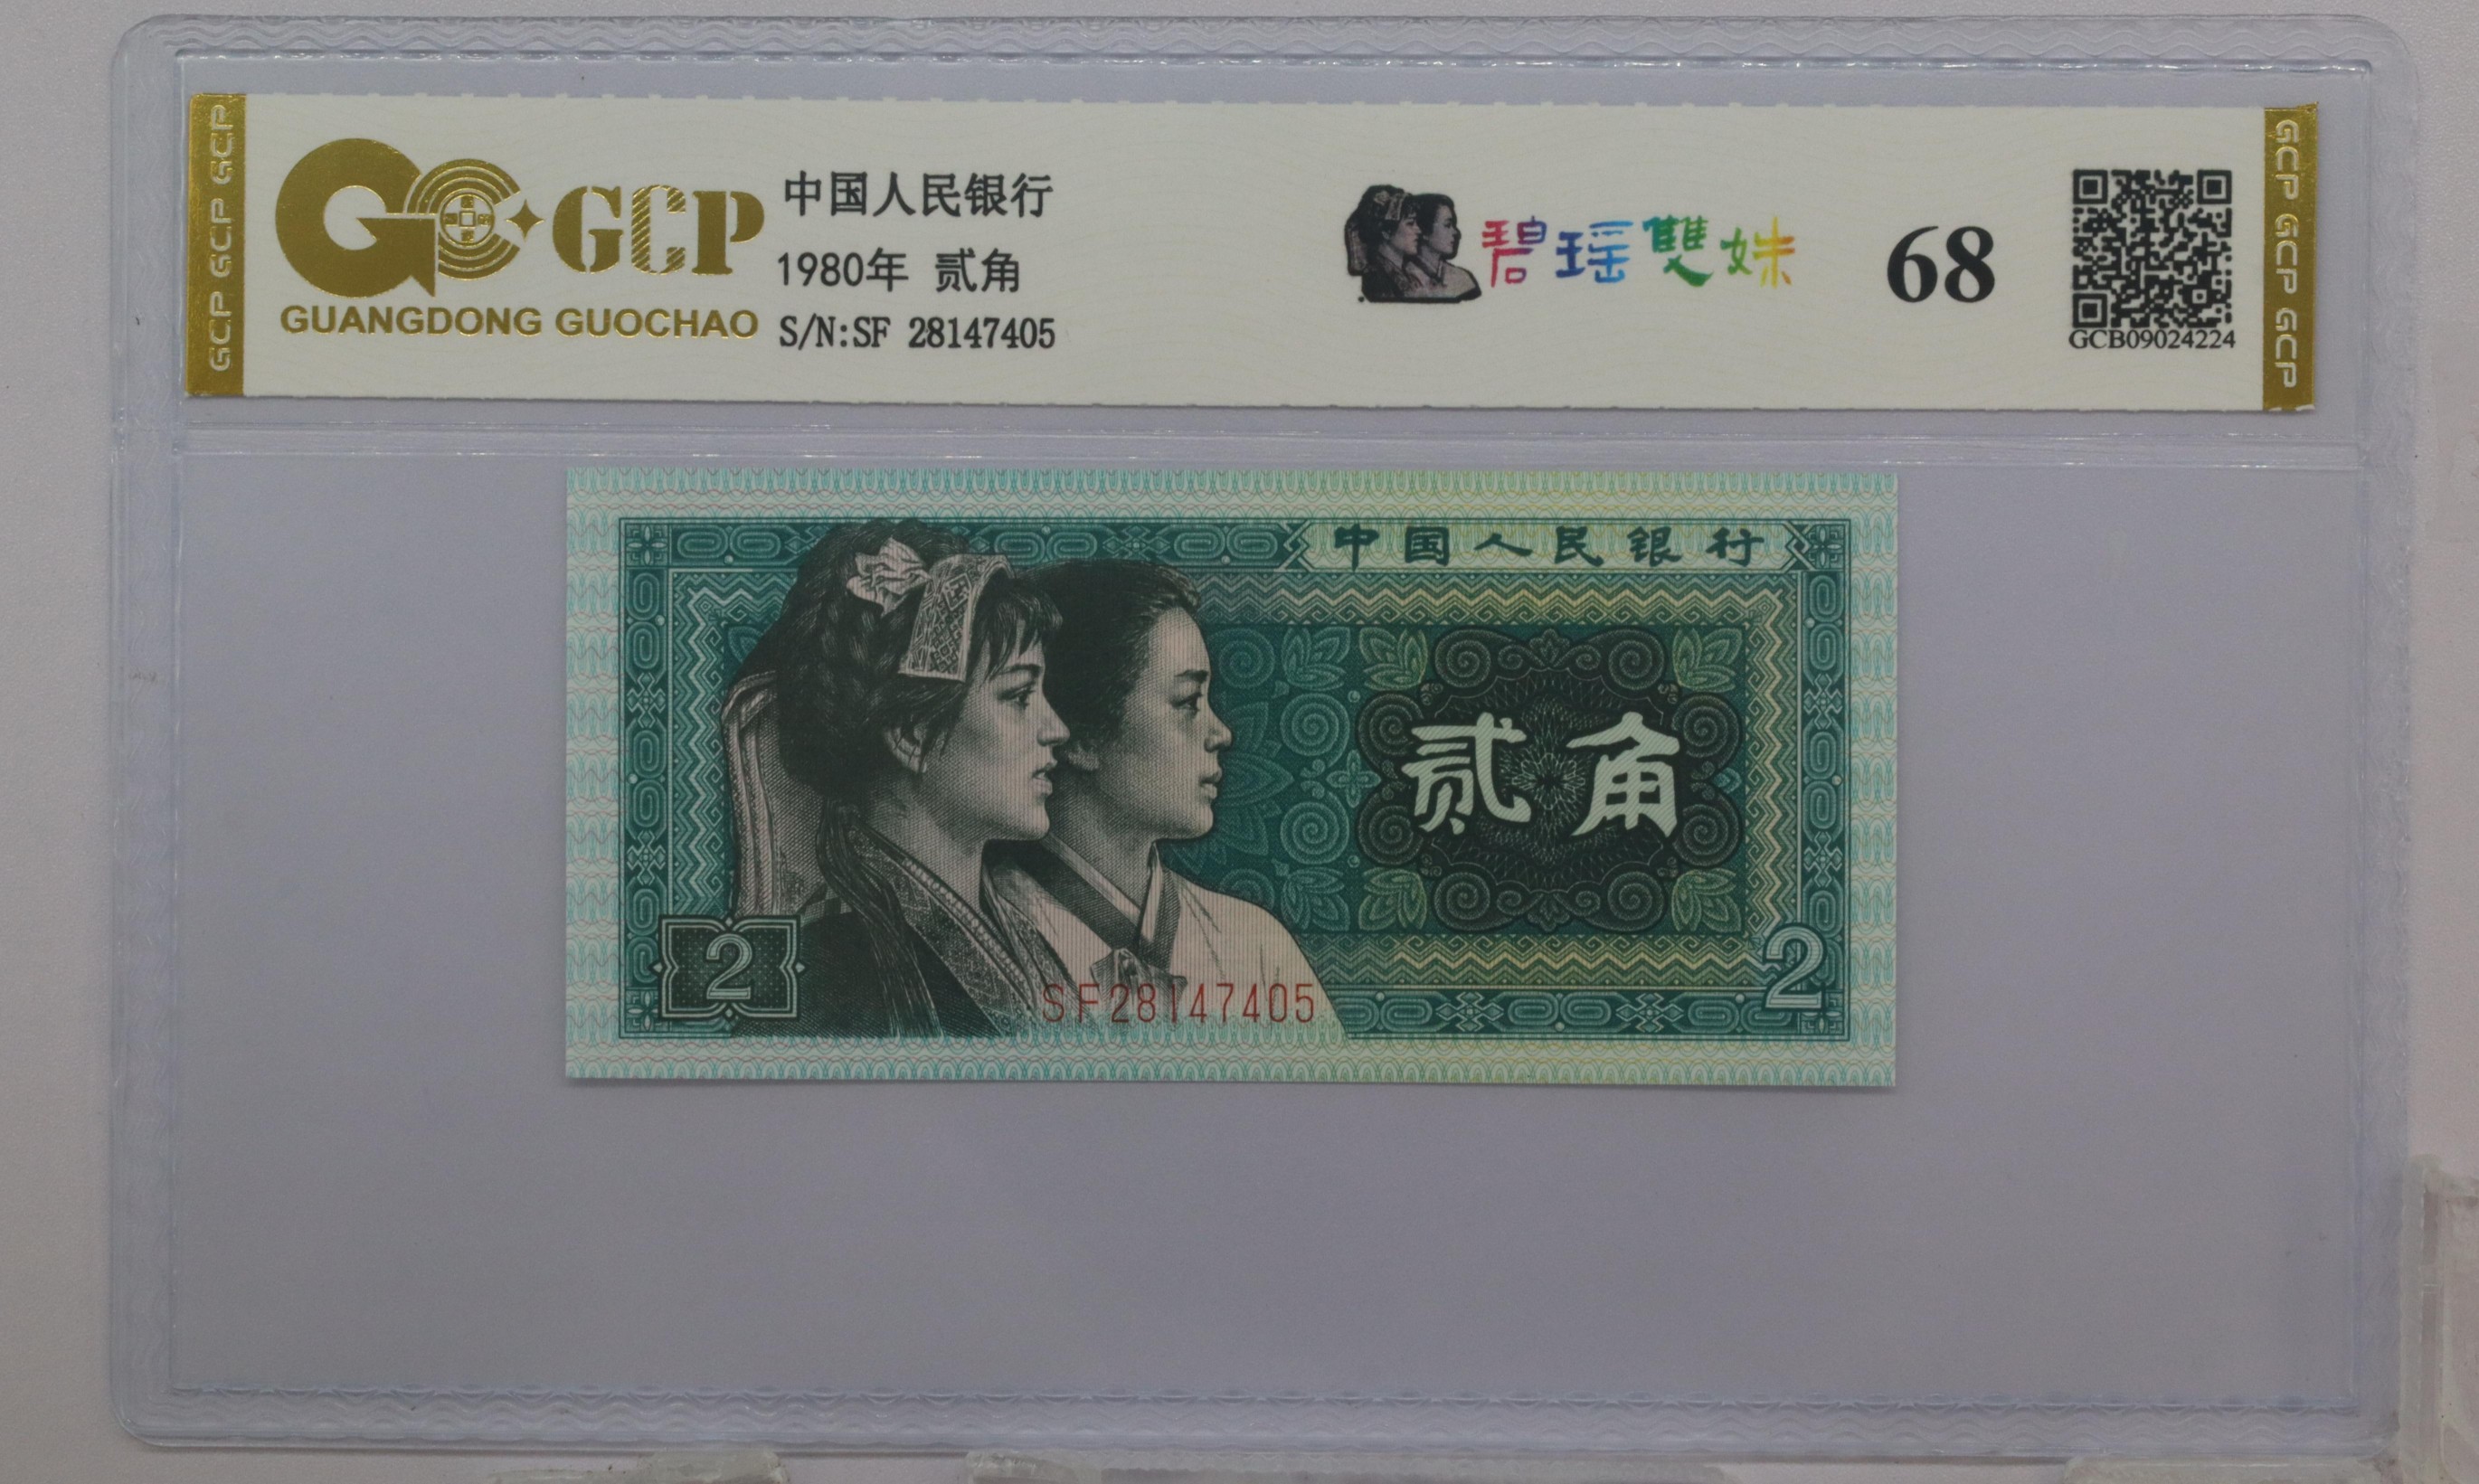 GCP GCP GCP
GCP
GUANGDONG GUOCHAO
中国人民银行
1980年 贰角
S/N:SF 28147405
碧瑶雙姝
68
GCB09024224
GCP GCP GCP
中国人民银行
贰角
2
SF28147405
2